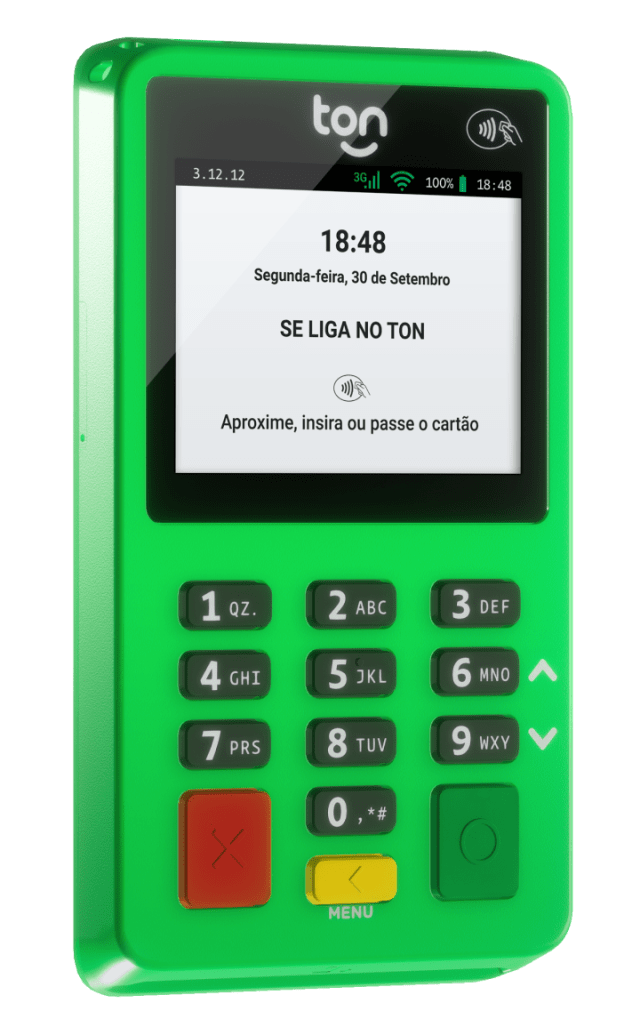 ton
3.12.12 3G 100% 18:48
18:48
Segunda-feira, 30 de Setembro
SE LIGA NO TON
Aproxime, insira ou passe o cartão
1 QZ. 2 ABC 3 DEF
4 GHI 5 JKL 6 MNO
7 PRS 8 TUV 9 WXY
0 ,*#
MENU